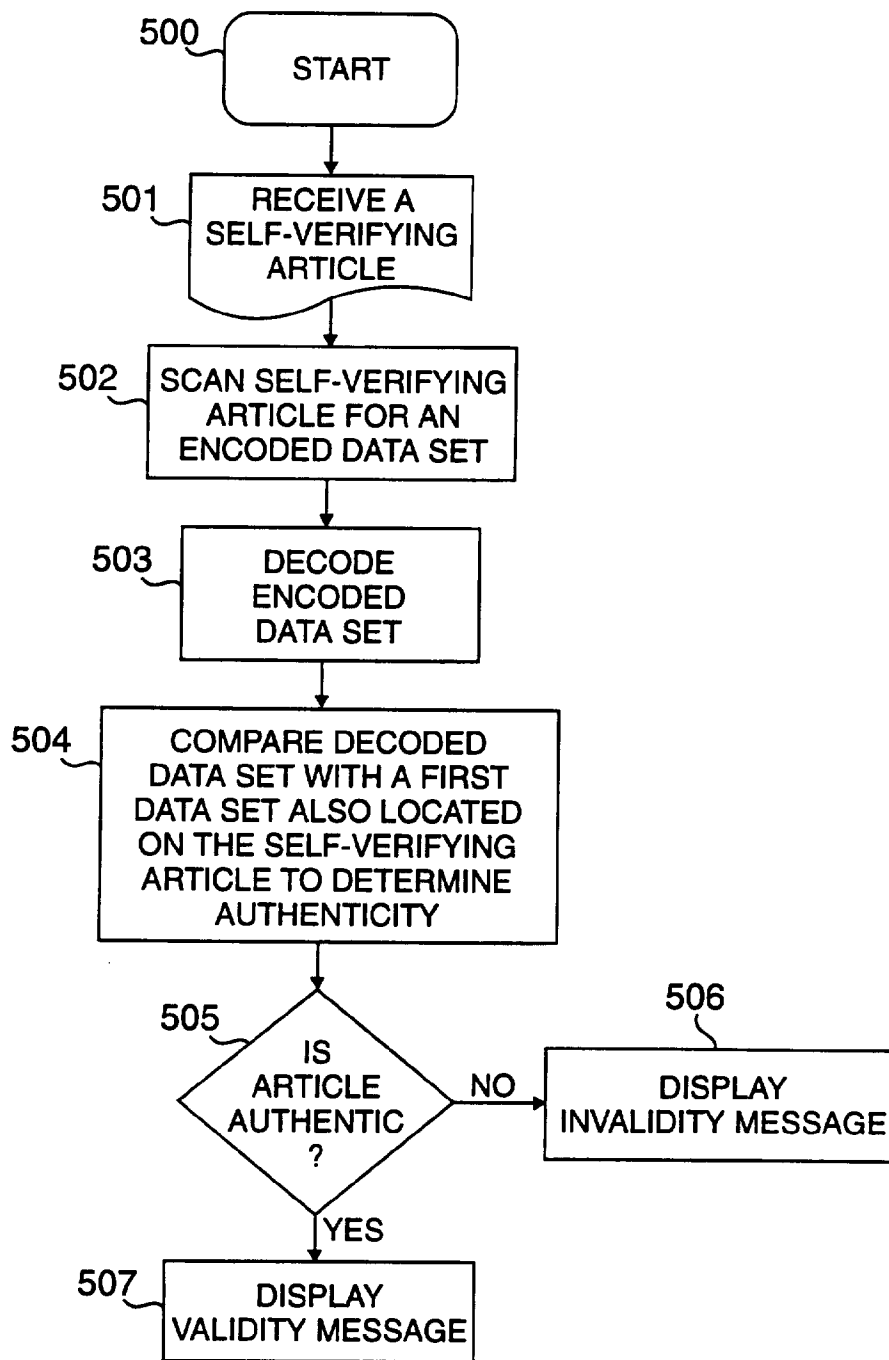 500
START
501
RECEIVE A
SELF-VERIFYING
ARTICLE
502
SCAN SELF-VERIFYING
ARTICLE FOR AN
ENCODED DATA SET
503
DECODE
ENCODED
DATA SET
504
COMPARE DECODED
DATA SET WITH A FIRST
DATA SET ALSO LOCATED
ON THE SELF-VERIFYING
ARTICLE TO DETERMINE
AUTHENTICITY
505
IS
ARTICLE
AUTHENTIC
?
NO
506
DISPLAY
INVALIDITY MESSAGE
YES
507
DISPLAY
VALIDITY MESSAGE